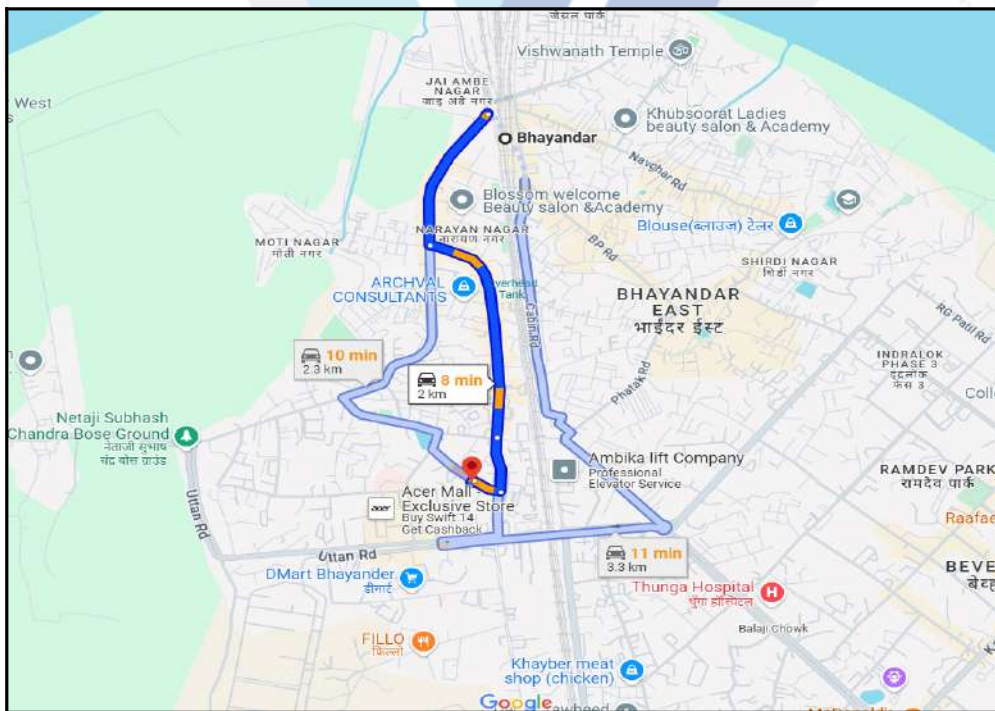 जेसल पार्क
Vishwanath Temple
JAI AMBE
NAGAR
West
Khubsoorat Ladies
beauty salon & Academy
Bhayandar
Navghar Rd
Blossom welcome
Beauty salon &Academy
NARAYAN NAGAR
नारायण नगर
Blouse(ब्लाउज) टेलर
MOTI NAGAR
मोती नगर
BP Rd
SHIRDI NAGAR
शिर्डी नगर
ARCHVAL
CONSULTANTS
Tank
BHAYANDAR
EAST
भाईंदर ईस्ट
Cabin Rd
RG Patil Rd
10 min
2.3 km
8 min
2 km
INDRALOK
PHASE 3
Phatak Rd
Netaji Subhash
Chandra Bose Ground
नेताजी सुभाष
चंद्र बोस ग्राउंड
Ambika lift Company
Professional
Elevator Service
RAMDEV PARK
रामदेव पार्क
Acer Mall -
Exclusive Store
Buy Swift 14
Get Cashback
acer
Uttan Rd
Uttan Rd
11 min
3.3 km
DMart Bhayander
डीमार्ट
Thunga Hospital
थुंगा हॉस्पिटल
Balaji Chowk
FILLO
फिल्लो
Khayber meat
shop (chicken)
Google